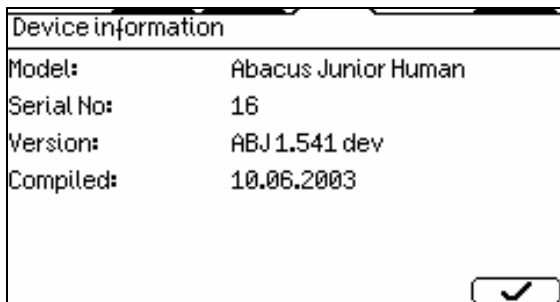 Device information
Model: Abacus Junior Human
Serial No: 16
Version: ABJ 1.541 dev
Compiled: 10.06.2003